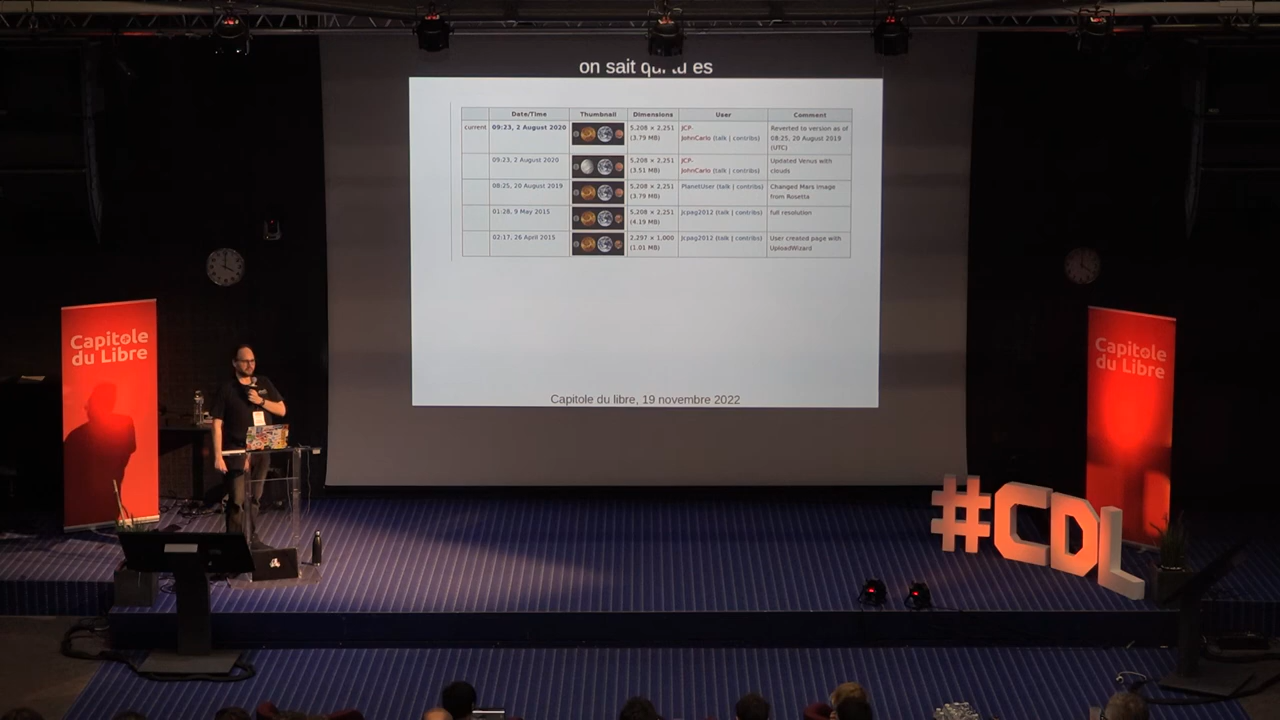 on sait qui tu es
Date/Time Thumbnail Dimensions User Comment
current 09:23, 2 August 2020 5,208 × 2,251 (3.79 MB) JCP-JohnCarlo (talk | contribs) Reverted to version as of 08:25, 20 August 2019 (UTC)
09:23, 2 August 2020 5,208 × 2,251 (3.51 MB) JCP-JohnCarlo (talk | contribs) Updated Venus with clouds
08:25, 20 August 2019 5,208 × 2,251 (3.79 MB) PlanetUser (talk | contribs) Changed Mars image from Rosetta
01:28, 9 May 2015 5,208 × 2,251 (4.19 MB) Jcpag2012 (talk | contribs) full resolution
02:17, 26 April 2015 2,297 × 1,000 (1.01 MB) Jcpag2012 (talk | contribs) User created page with UploadWizard
Capitole du libre, 19 novembre 2022
Capitole
du Libre
Capitole
du Libre
#CDL